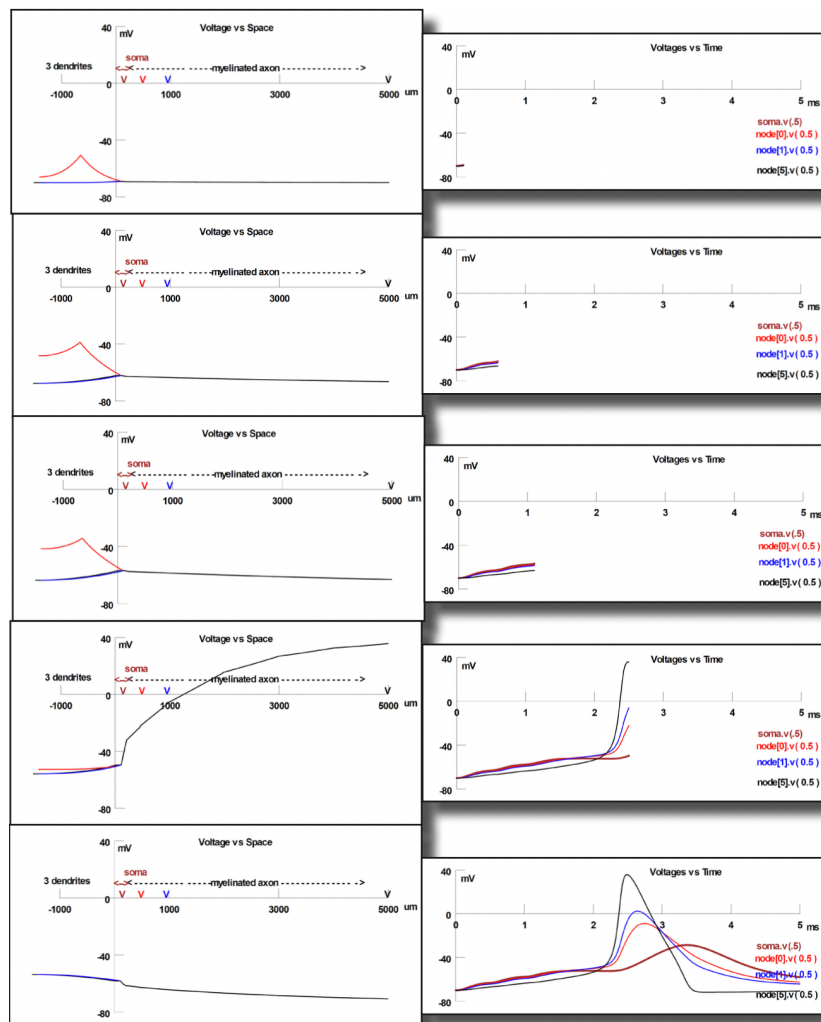 40
mV
Voltage vs Space
soma
3 dendrites
myelinated axon
V V V V
0
-1000 1000 3000 5000 um
-40
-80
40
mV
Voltages vs Time
0
0 1 2 3 4 5 ms
soma.v(.5)
node[0].v( 0.5 )
-40
node[1].v( 0.5 )
node[5].v( 0.5 )
-80
40
mV
Voltage vs Space
soma
3 dendrites
myelinated axon
V V V V
0
-1000 1000 3000 5000 um
-40
-80
40
mV
Voltages vs Time
0
0 1 2 3 4 5 ms
soma.v(.5)
node[0].v( 0.5 )
-40
node[1].v( 0.5 )
node[5].v( 0.5 )
-80
40
mV
Voltage vs Space
soma
3 dendrites
myelinated axon
V V V V
0
-1000 1000 3000 5000 um
-40
-80
40
mV
Voltages vs Time
0
0 1 2 3 4 5 ms
soma.v(.5)
node[0].v( 0.5 )
-40
node[1].v( 0.5 )
node[5].v( 0.5 )
-80
40
mV
Voltage vs Space
soma
3 dendrites
myelinated axon
V V V V
0
-1000 1000 3000 5000 um
-40
-80
40
mV
Voltages vs Time
0
0 1 2 3 4 5 ms
soma.v(.5)
-40
node[0].v( 0.5 )
node[1].v( 0.5 )
node[5].v( 0.5 )
-80
40
mV
Voltage vs Space
soma
3 dendrites
myelinated axon
V V V V
0
-1000 1000 3000 5000 um
-40
-80
40
mV
Voltages vs Time
0
0 1 2 3 4 5 ms
soma.v(.5)
-40
node[0].v( 0.5 )
node[1].v( 0.5 )
node[5].v( 0.5 )
-80